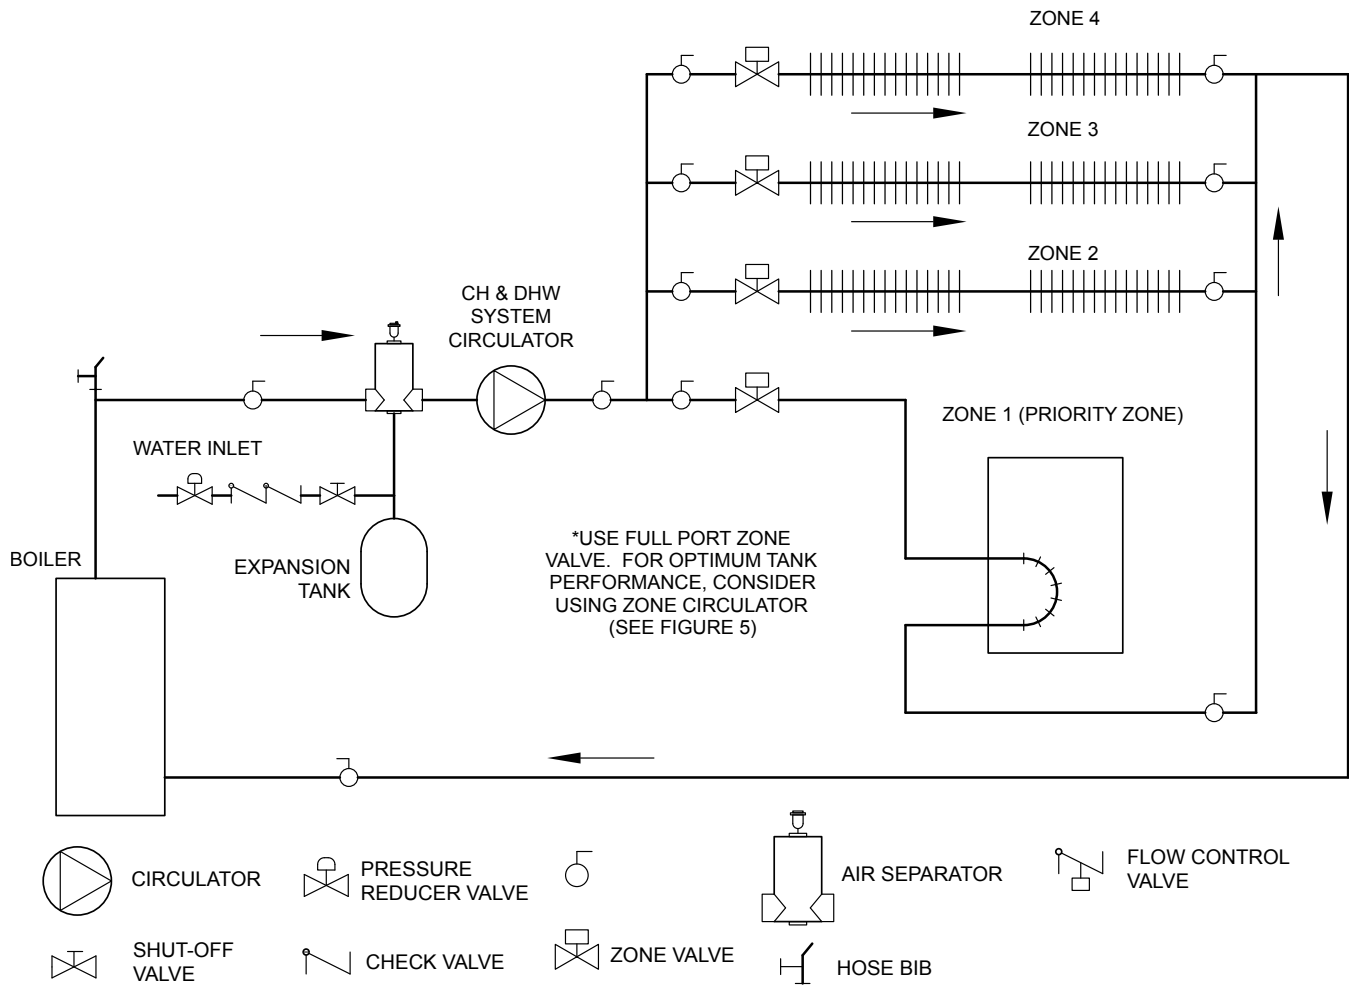 ZONE 4
ZONE 3
ZONE 2
CH & DHW
SYSTEM
CIRCULATOR
ZONE 1 (PRIORITY ZONE)
WATER INLET
*USE FULL PORT ZONE
VALVE. FOR OPTIMUM TANK
PERFORMANCE, CONSIDER
USING ZONE CIRCULATOR
(SEE FIGURE 5)
BOILER
EXPANSION
TANK
CIRCULATOR
PRESSURE
REDUCER VALVE
AIR SEPARATOR
FLOW CONTROL
VALVE
SHUT-OFF
VALVE
CHECK VALVE
ZONE VALVE
HOSE BIB